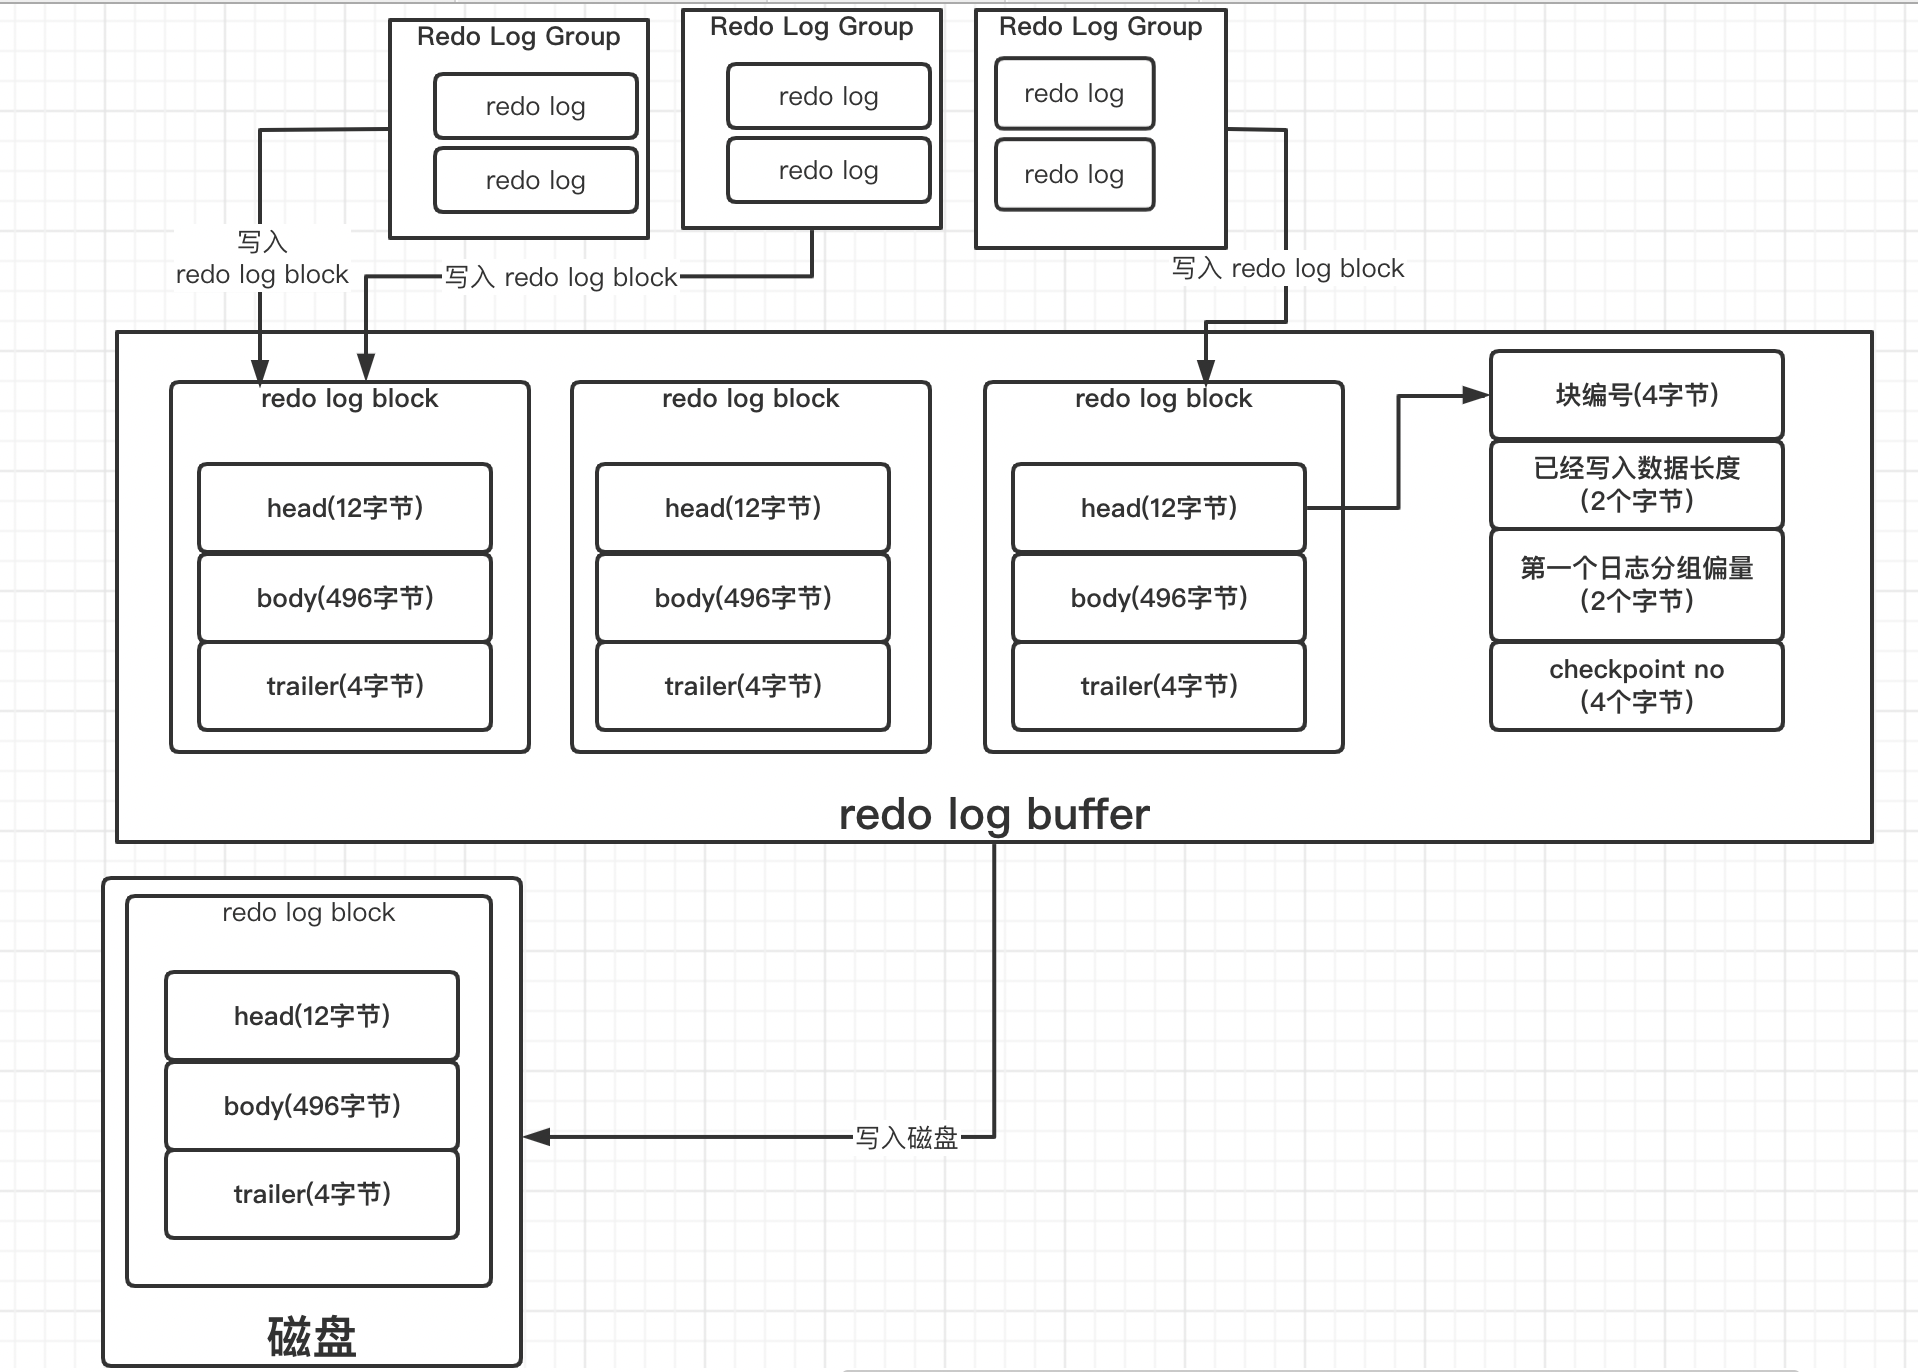 Redo Log Group
redo log
redo log
Redo Log Group
redo log
redo log
Redo Log Group
redo log
redo log
写入
redo log block
写入 redo log block
写入 redo log block
redo log block
head(12字节)
body(496字节)
trailer(4字节)
redo log block
head(12字节)
body(496字节)
trailer(4字节)
redo log block
head(12字节)
body(496字节)
trailer(4字节)
块编号(4字节)
已经写入数据长度
(2个字节)
第一个日志分组偏量
(2个字节)
checkpoint no
(4个字节)
redo log buffer
redo log block
head(12字节)
body(496字节)
trailer(4字节)
磁盘
写入磁盘